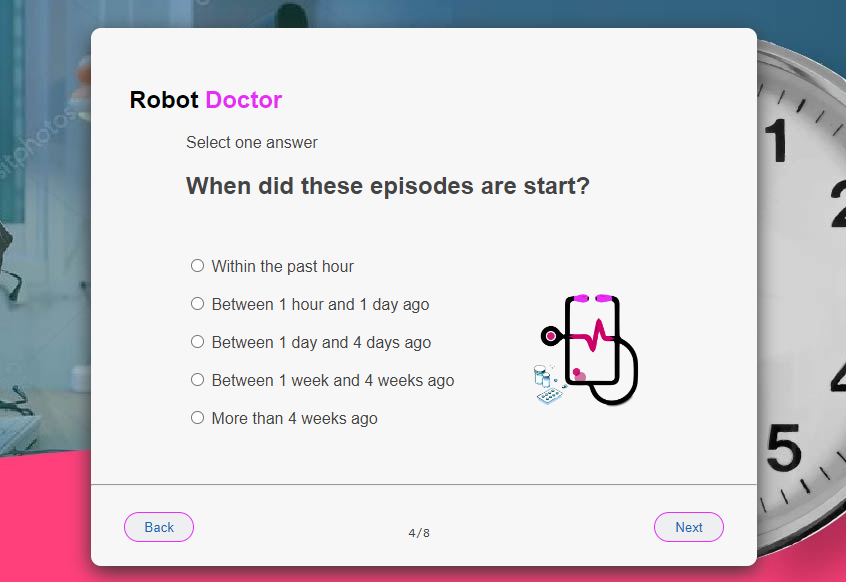 Robot Doctor
Select one answer
When did these episodes are start?
Within the past hour
Between 1 hour and 1 day ago
Between 1 day and 4 days ago
Between 1 week and 4 weeks ago
More than 4 weeks ago
Back
4/8
Next
1
2
4
5